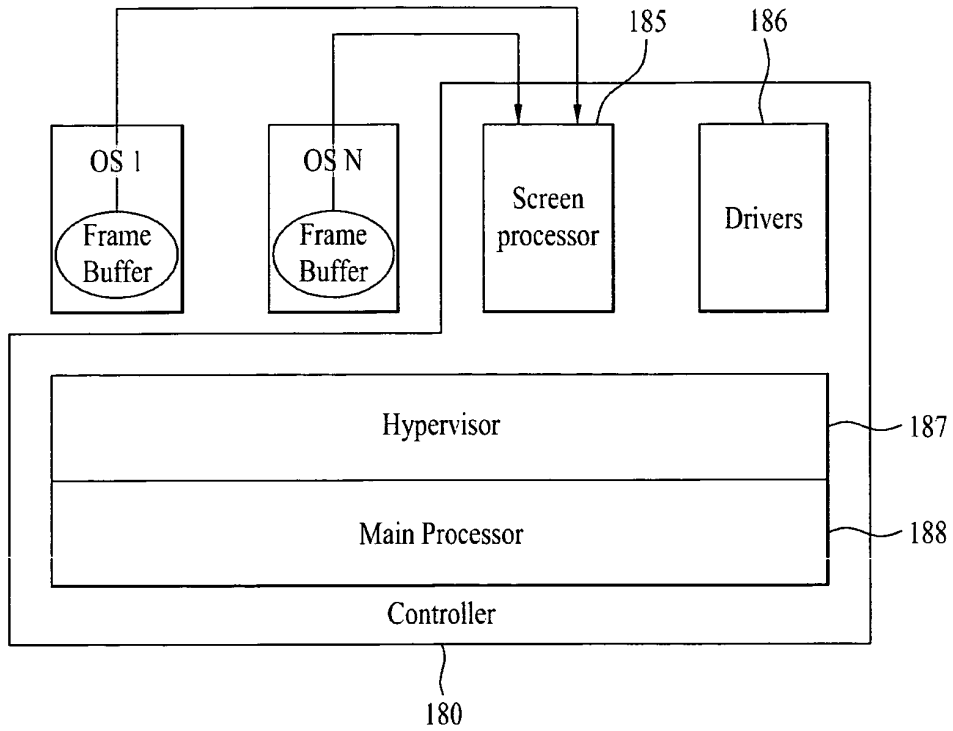 185
186
OS 1
OS N
Frame
Buffer
Frame
Buffer
Screen
processor
Drivers
Hypervisor
187
Main Processor
188
Controller
180